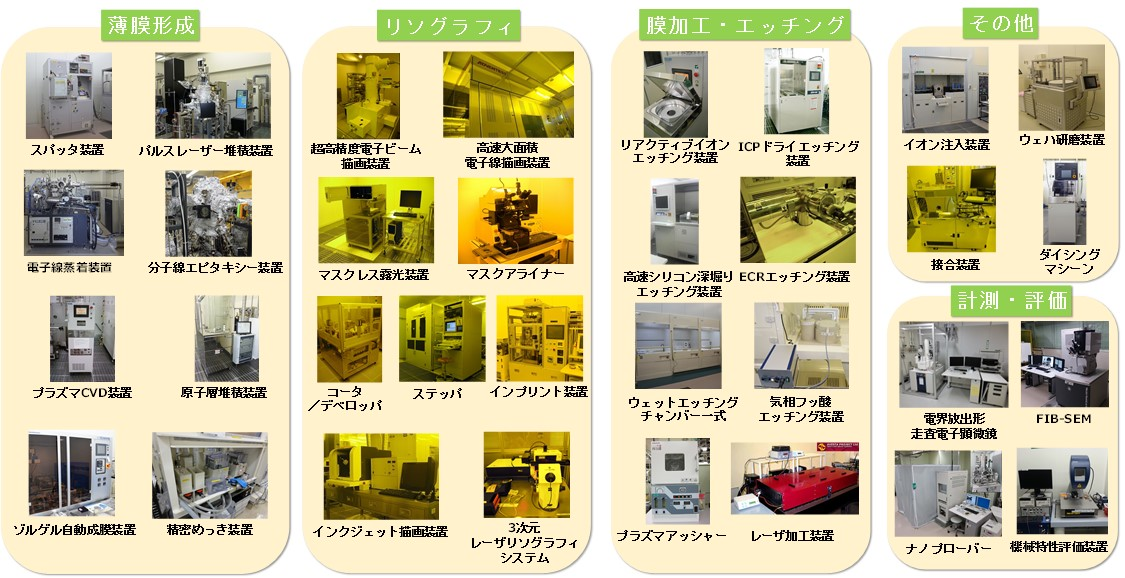 薄膜形成
スパッタ装置
パルスレーザー堆積装置
電子線蒸着装置
分子線エピタキシー装置
プラズマCVD装置
原子層堆積装置
ゾルゲル自動成膜装置
精密めっき装置
リソグラフィ
超高精度電子ビーム
描画装置
高速大面積
電子線描画装置
マスクレス露光装置
マスクアライナー
コータ
／デベロッパ
ステッパ
インプリント装置
インクジェット描画装置
3次元
レーザリソグラフィ
システム
膜加工・エッチング
リアクティブイオン
エッチング装置
ICPドライエッチング
装置
高速シリコン深堀り
エッチング装置
ECRエッチング装置
ウェットエッチング
チャンバー一式
気相フッ酸
エッチング装置
プラズマアッシャー
レーザ加工装置
その他
イオン注入装置
ウェハ研磨装置
接合装置
ダイシング
マシーン
計測・評価
電界放出形
走査電子顕微鏡
FIB-SEM
ナノプローバー
機械特性評価装置